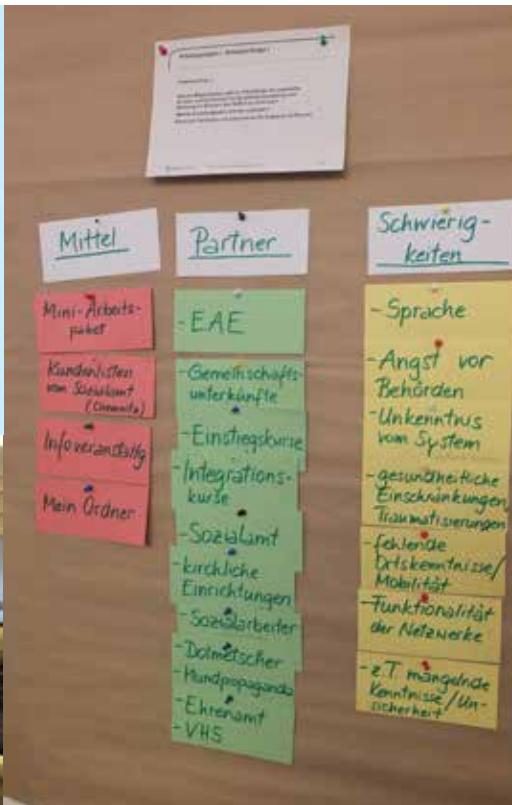 Mittel
Mini-Arbeits-
paket
Kundenlisten
vom Sozialamt
(Chemnitz)
Infoveranstaltg
Mein Ordner
Partner
- EAE
- Gemeinschafts-
unterkünfte
- Einstiegskurse
- Integrations-
kurse
- Sozialamt
- kirchliche
Einrichtungen
- Sozialarbeiter
- Dolmetscher
- Mundpropaganda
- Ehrenamt
- VHS
Schwierig-
keiten
- Sprache
- Angst vor
Behörden
- Unkenntnis
vom System
- gesundheitliche
Einschränkungen,
Traumatisierungen
- fehlende
Ortskenntnisse/
Mobilität
- Funktionalität
der Netzwerke
- z.T mangelnde
Kenntnisse/Un-
sicherheit